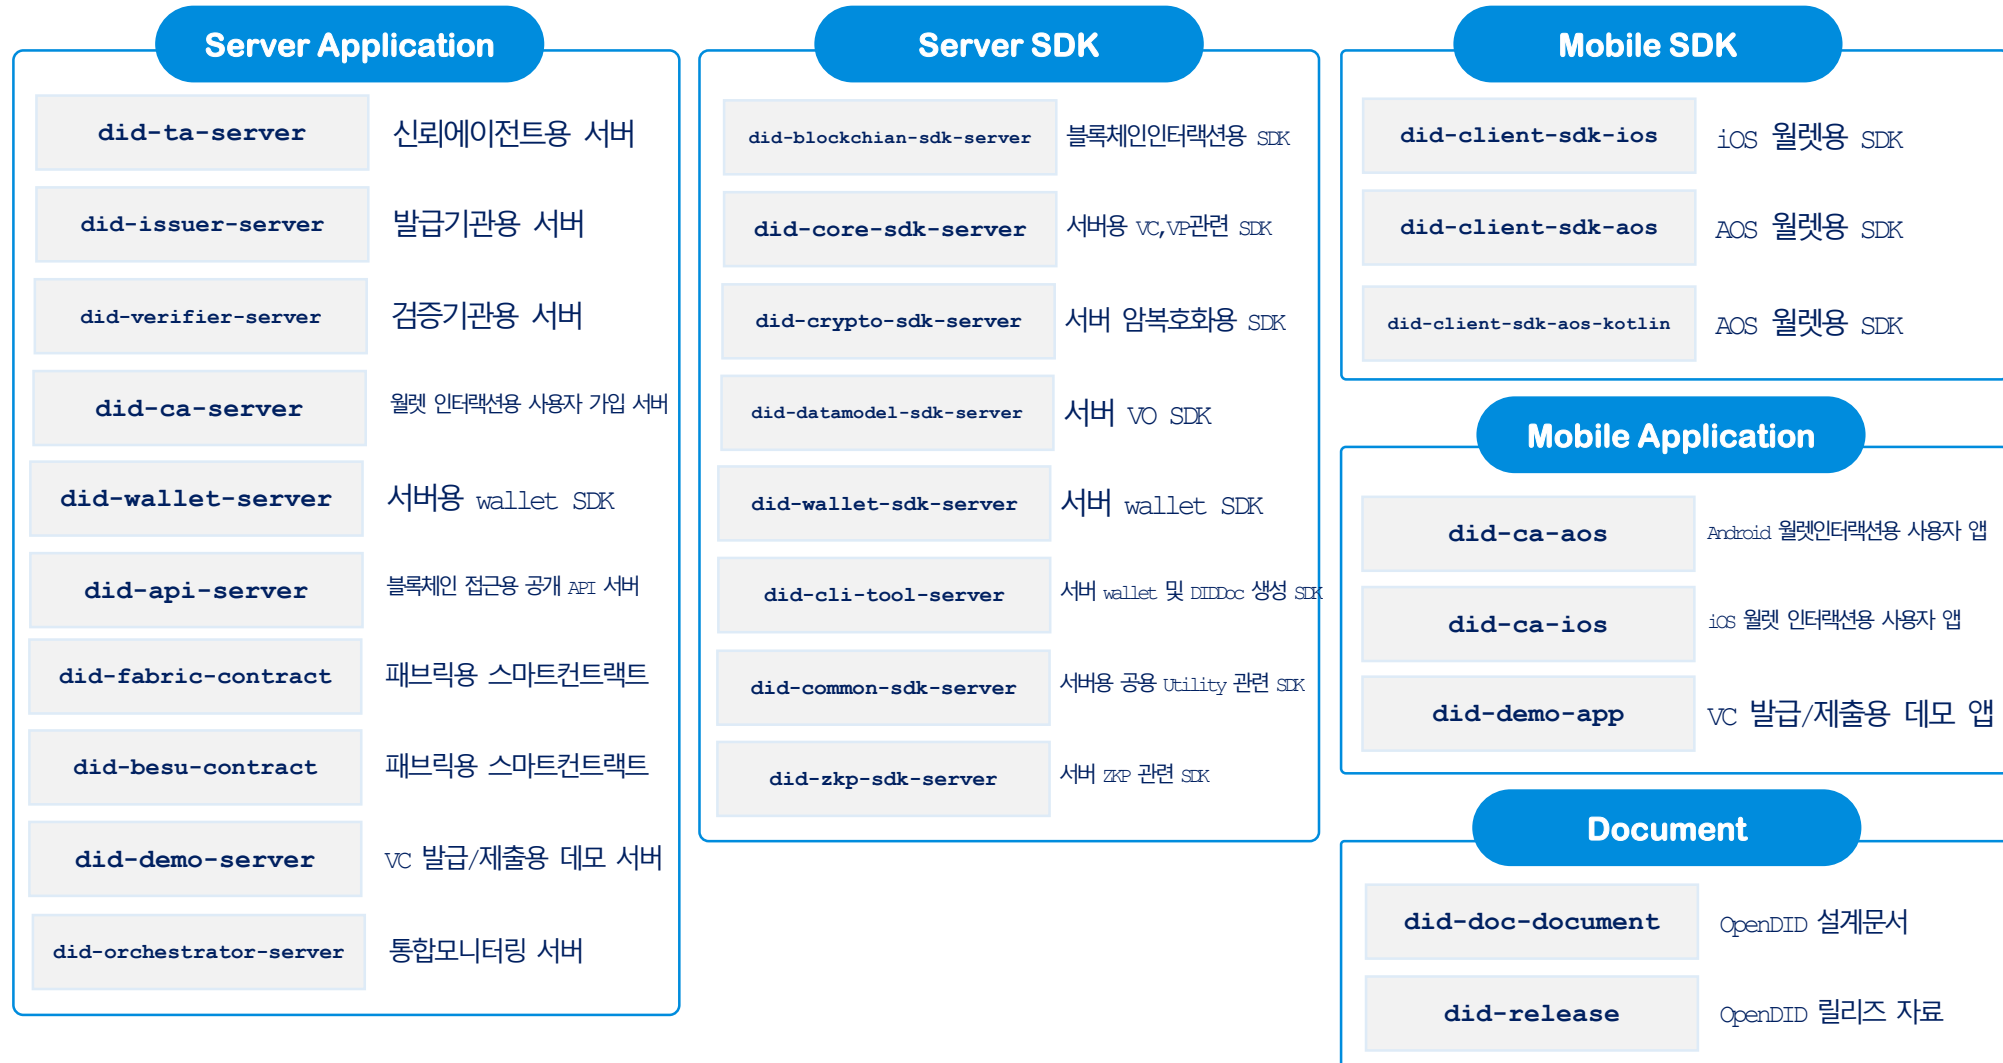 Server Application
did-ta-server 신뢰에이전트용 서버
did-issuer-server 발급기관용 서버
did-verifier-server 검증기관용 서버
did-ca-server 월렛 인터랙션용 사용자 가입 서버
did-wallet-server 서버용 wallet SDK
did-api-server 블록체인 접근용 공개 API 서버
did-fabric-contract 패브릭용 스마트컨트랙트
did-besu-contract 패브릭용 스마트컨트랙트
did-demo-server VC 발급/제출용 데모 서버
did-orchestrator-server 통합모니터링 서버
Server SDK
did-blockchian-sdk-server 블록체인인터랙션용 SDK
did-core-sdk-server 서버용 VC,VP관련 SDK
did-crypto-sdk-server 서버 암복호화용 SDK
did-datamodel-sdk-server 서버 VO SDK
did-wallet-sdk-server 서버 wallet SDK
did-cli-tool-server 서버 wallet 및 DIDDoc 생성 SDK
did-common-sdk-server 서버용 공용 Utility 관련 SDK
did-zkp-sdk-server 서버 ZKP 관련 SDK
Mobile SDK
did-client-sdk-ios iOS 월렛용 SDK
did-client-sdk-aos AOS 월렛용 SDK
did-client-sdk-aos-kotlin AOS 월렛용 SDK
Mobile Application
did-ca-aos Android 월렛인터랙션용 사용자 앱
did-ca-ios iOS 월렛 인터랙션용 사용자 앱
did-demo-app VC 발급/제출용 데모 앱
Document
did-doc-document OpenDID 설계문서
did-release OpenDID 릴리즈 자료